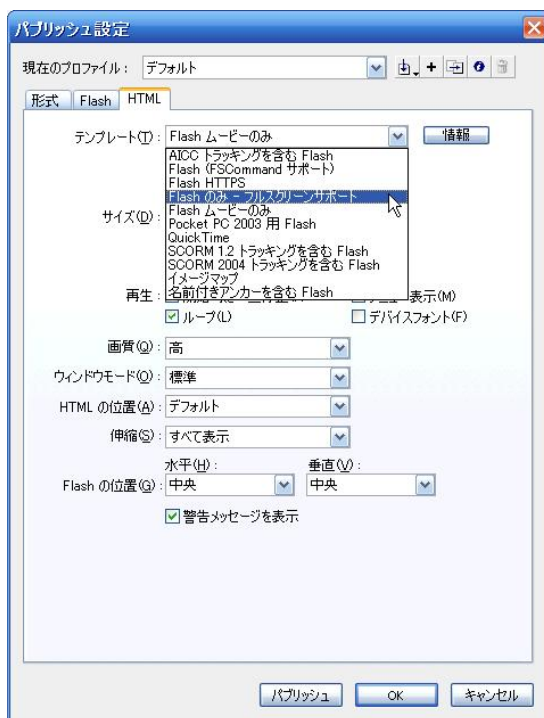 パブリッシュ設定
現在のプロファイル： デフォルト
形式 Flash HTML
テンプレート(T)： Flash ムービーのみ 情報
AICC トラッキングを含む Flash
Flash (FSCommand サポート)
Flash HTTPS
Flash のみ - フルスクリーンサポート
Flash ムービーのみ
サイズ(D)：
Pocket PC 2003 用 Flash
QuickTime
SCORM 1.2 トラッキングを含む Flash
SCORM 2004 トラッキングを含む Flash
イメージマップ
名前付きアンカーを含む Flash
再生： 表示(M)
ループ(L) デバイスフォント(F)
画質(Q)： 高
ウィンドウモード(O)： 標準
HTML の位置(A)： デフォルト
伸縮(S)： すべて表示
水平(H)： 垂直(V)：
Flash の位置(G)： 中央 中央
警告メッセージを表示
パブリッシュ OK キャンセル